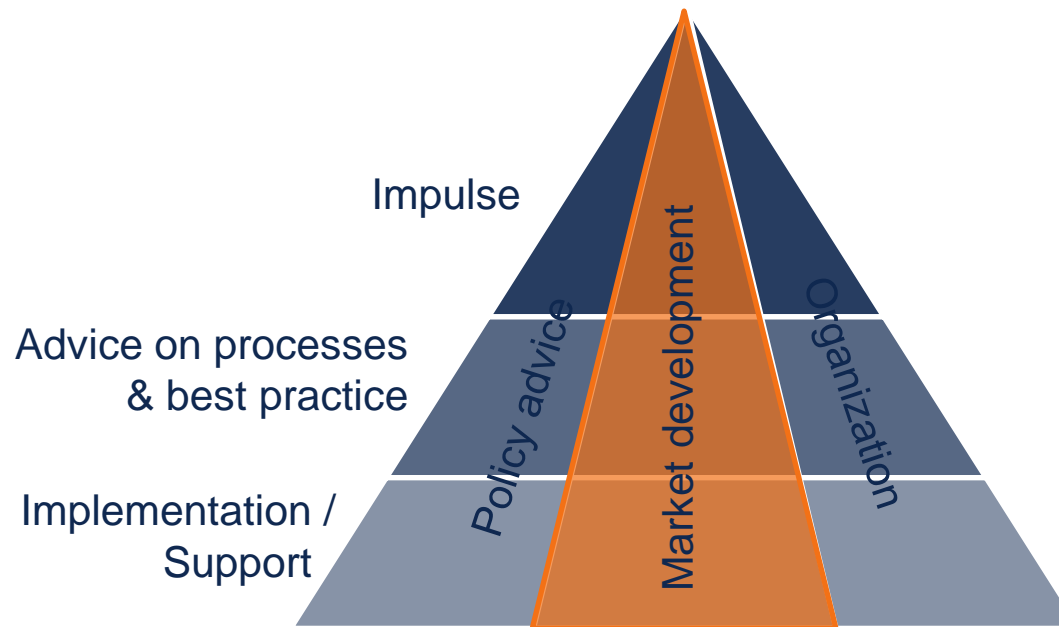 Impulse
Advice on processes
& best practice
Implementation /
Support
Policy advice
Market development
Organization